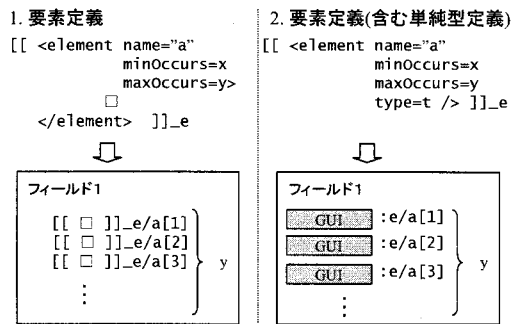 1. 要素定義
[[ <element name="a"
minOccurs=x
maxOccurs=y>
□
</element> ]]_e
フィールド1
[[ □ ]]_e/a[1]
[[ □ ]]_e/a[2]
[[ □ ]]_e/a[3]
⋮
y
2. 要素定義(含む単純型定義)
[[ <element name="a"
minOccurs=x
maxOccurs=y
type=t /> ]]_e
フィールド1
GUI :e/a[1]
GUI :e/a[2]
GUI :e/a[3]
⋮
y